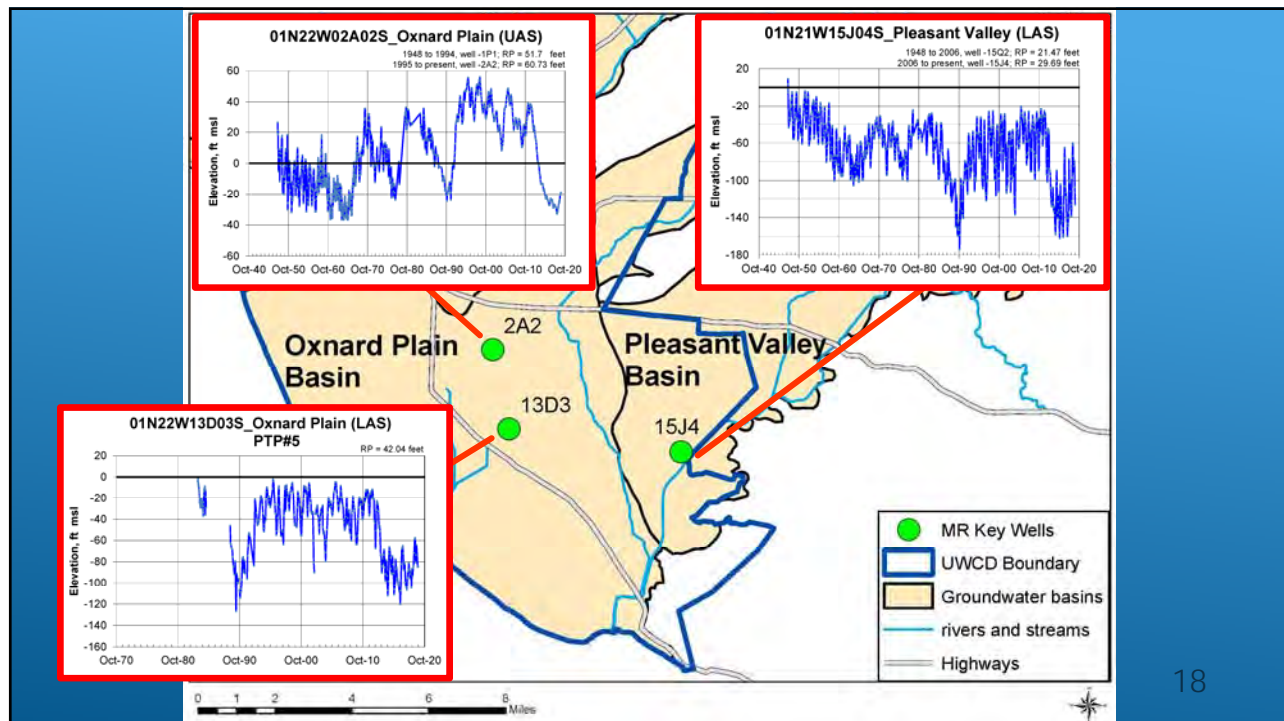 01N22W02A02S_Oxnard Plain (UAS)
1948 to 1994, well -1P1; RP = 51.7 feet
1995 to present, well -2A2; RP = 60.73 feet
Elevation, ft msl
60
40
20
0
-20
-40
-60
Oct-40 Oct-50 Oct-60 Oct-70 Oct-80 Oct-90 Oct-00 Oct-10 Oct-20
01N21W15J04S_Pleasant Valley (LAS)
1948 to 2006, well -15Q2; RP = 21.47 feet
2006 to present, well -15J4; RP = 29.69 feet
Elevation, ft msl
20
-20
-60
-100
-140
-180
Oct-40 Oct-50 Oct-60 Oct-70 Oct-80 Oct-90 Oct-00 Oct-10 Oct-20
2A2
Oxnard Plain
Basin
Pleasant Valley
Basin
13D3
15J4
01N22W13D03S_Oxnard Plain (LAS)
PTP#5
RP = 42.04 feet
Elevation, ft msl
20
0
-20
-40
-60
-80
-100
-120
-140
-160
Oct-70 Oct-80 Oct-90 Oct-00 Oct-10 Oct-20
MR Key Wells
UWCD Boundary
Groundwater basins
rivers and streams
Highways
0 1 2 4 6 8
Miles
18